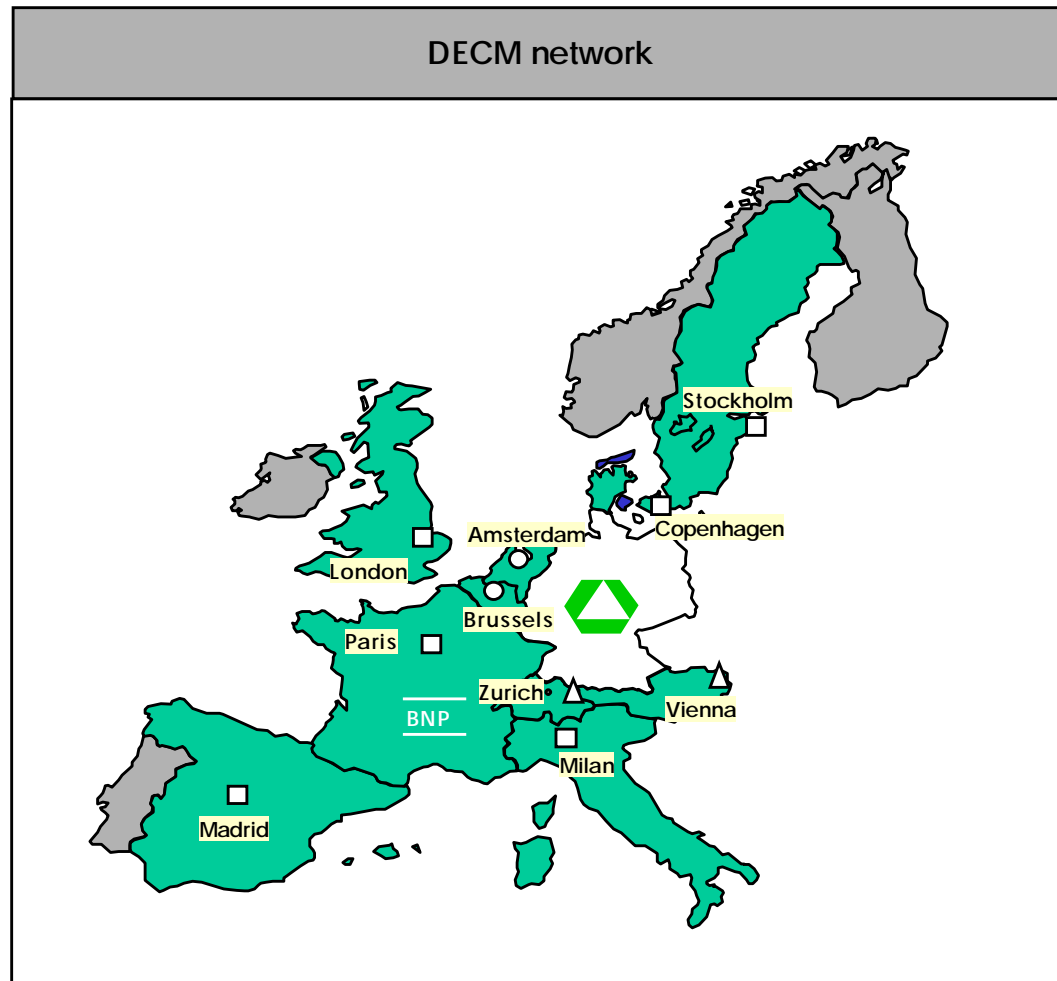 DECM network
Stockholm
Copenhagen
Amsterdam
London
Brussels
Paris
Zurich
Vienna
BNP
Milan
Madrid